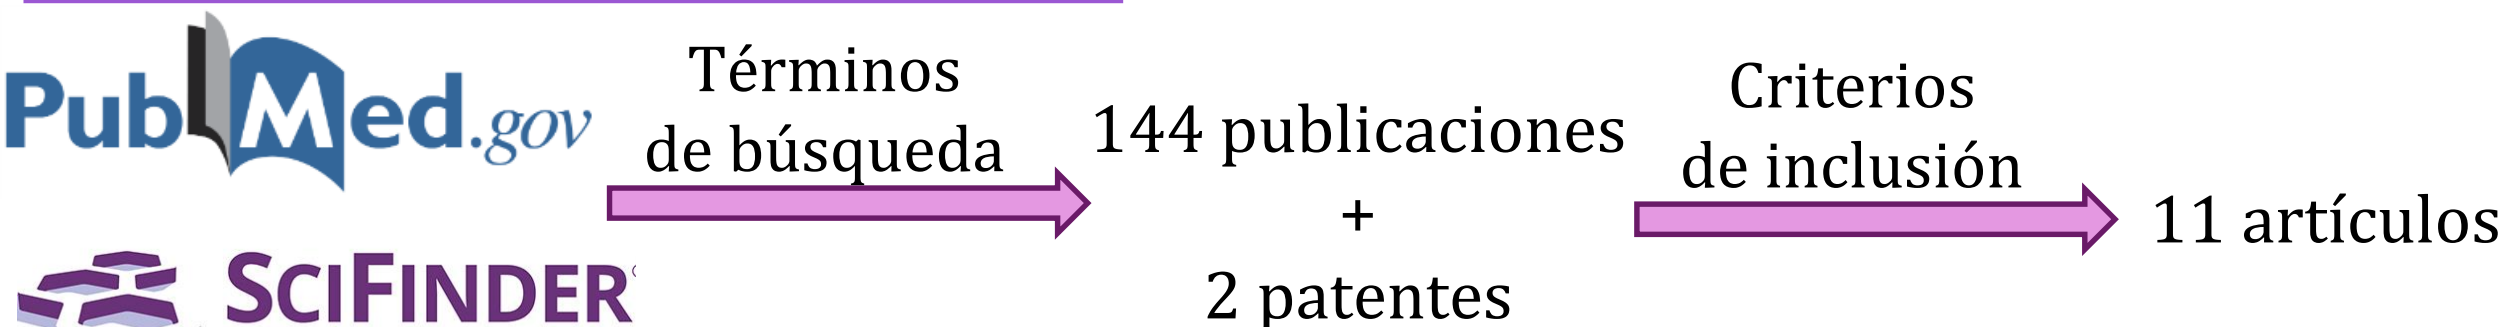 PubMed.gov
SCIFINDER
Términos
de búsqueda
144 publicaciones
+
2 patentes
Criterios
de inclusión
11 artículos